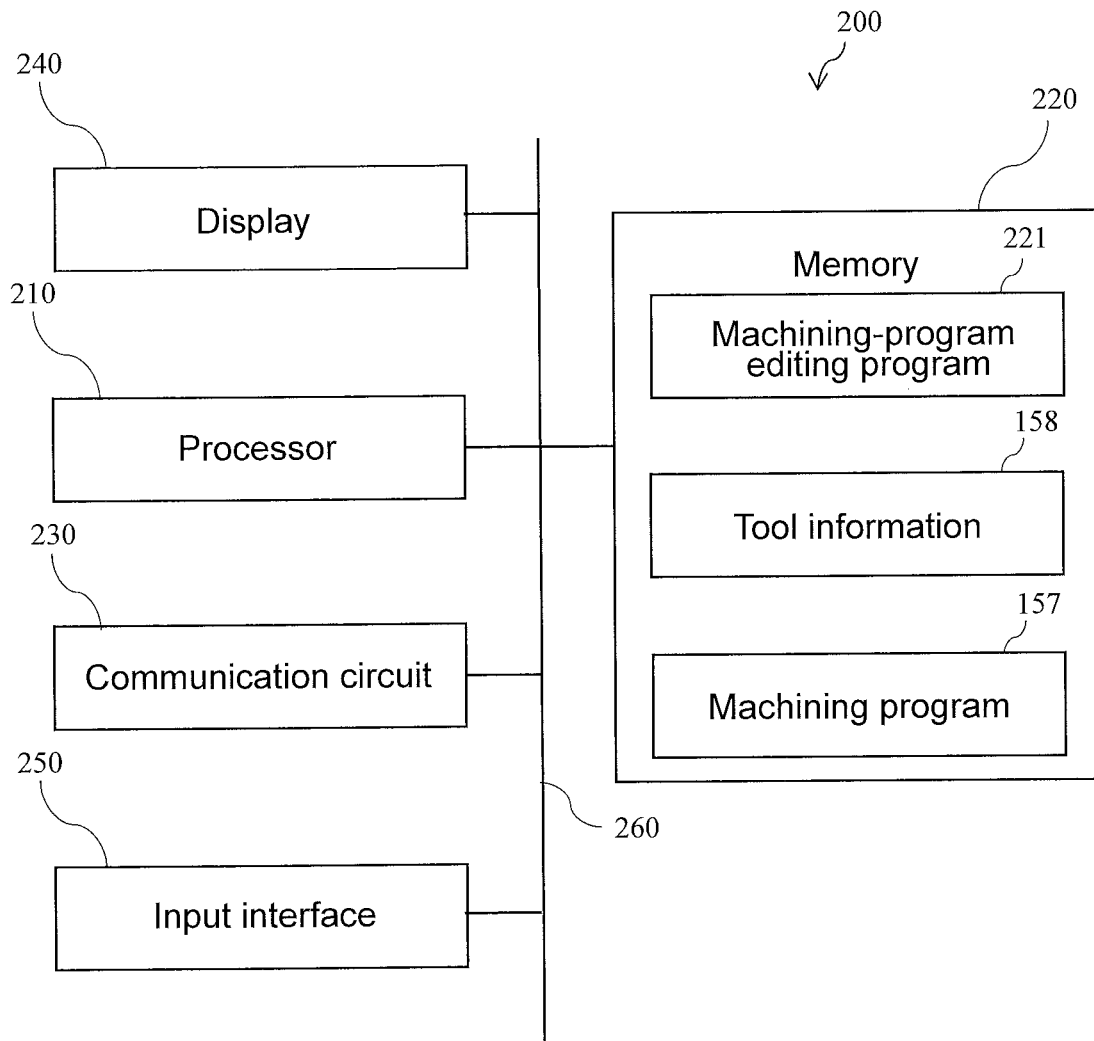 200
240
220
Display
221
Memory
Machining-program
editing program
210
Processor
158
Tool information
230
Communication circuit
157
Machining program
250
260
Input interface